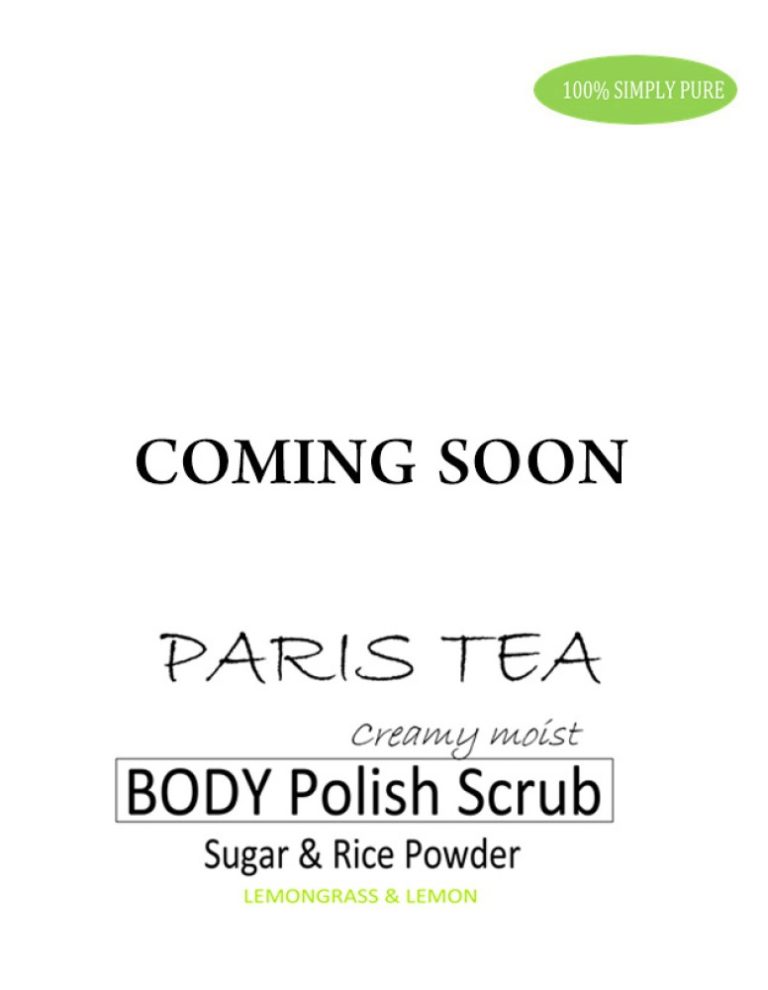 100% SIMPLY PURE
COMING SOON
PARIS TEA
Creamy moist
BODY Polish Scrub
Sugar & Rice Powder
LEMONGRASS & LEMON